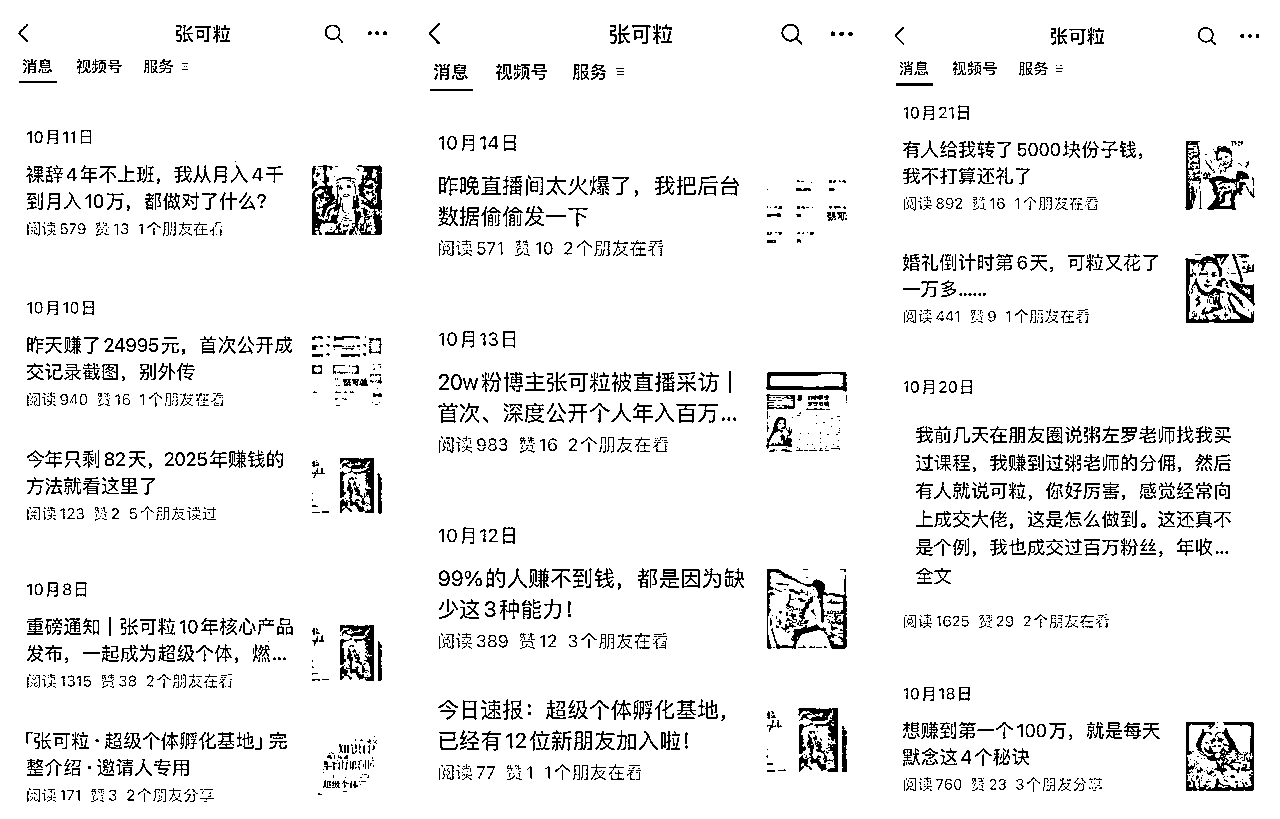 张可粒
消息 视频号 服务
10月11日
裸辞4年不上班，我从月入4千
到月入10万，都做对了什么？
阅读579 赞13 1个朋友在看
10月10日
昨天赚了24995元，首次公开成
交记录截图，别外传
阅读940 赞16 1个朋友在看
今年只剩82天，2025年赚钱的
方法就看这里了
阅读123 赞2 5个朋友读过
10月8日
重磅通知｜张可粒10年核心产品
发布，一起成为超级个体，燃...
阅读1315 赞38 2个朋友在看
「张可粒·超级个体孵化基地」完
整介绍·邀请人专用
阅读171 赞3 2个朋友分享
张可粒
消息 视频号 服务
10月14日
昨晚直播间太火爆了，我把后台
数据偷偷发一下
阅读571 赞10 2个朋友在看
10月13日
20w粉博主张可粒被直播采访｜
首次、深度公开个人年入百万...
阅读983 赞16 2个朋友在看
10月12日
99%的人赚不到钱，都是因为缺
少这3种能力！
阅读389 赞12 3个朋友在看
今日速报：超级个体孵化基地，
已经有12位新朋友加入啦！
阅读77 赞1 1个朋友在看
张可粒
消息 视频号 服务
10月21日
有人给我转了5000块份子钱，
我不打算还礼了
阅读892 赞16 1个朋友在看
婚礼倒计时第6天，可粒又花了
一万多......
阅读441 赞9 1个朋友在看
10月20日
我前几天在朋友圈说粥左罗老师找我买
过课程，我赚到过粥老师的分佣，然后
有人就说可粒，你好厉害，感觉经常向
上成交大佬，这是怎么做到。这还真不
是个例，我也成交过百万粉丝，年收...
全文
阅读1625 赞29 2个朋友在看
10月18日
想赚到第一个100万，就是每天
默念这4个秘诀
阅读760 赞23 3个朋友分享